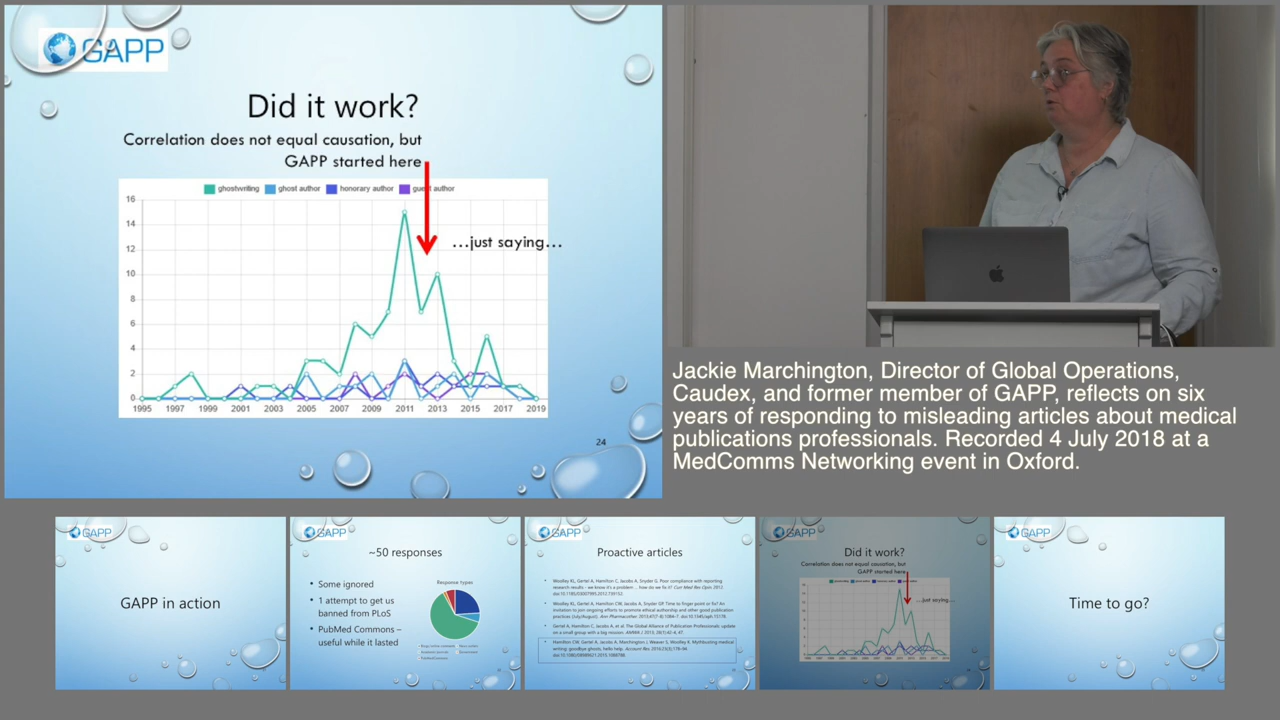 GAPP
Did it work?
Correlation does not equal causation, but
GAPP started here
ghostwriting ghost author honorary author guest author
…just saying…
16
14
12
10
8
6
4
2
0
1995 1997 1999 2001 2003 2005 2007 2009 2011 2013 2015 2017 2019
24
Jackie Marchington, Director of Global Operations,
Caudex, and former member of GAPP, reflects on six
years of responding to misleading articles about medical
publications professionals. Recorded 4 July 2018 at a
MedComms Networking event in Oxford.
GAPP
GAPP in action
GAPP
~50 responses
• Some ignored
• 1 attempt to get us
banned from PLoS
• PubMed Commons –
useful while it lasted
Response types
GAPP
Proactive articles
GAPP
Did it work?
Correlation does not equal causation, but
GAPP started here
...just saying...
GAPP
Time to go?